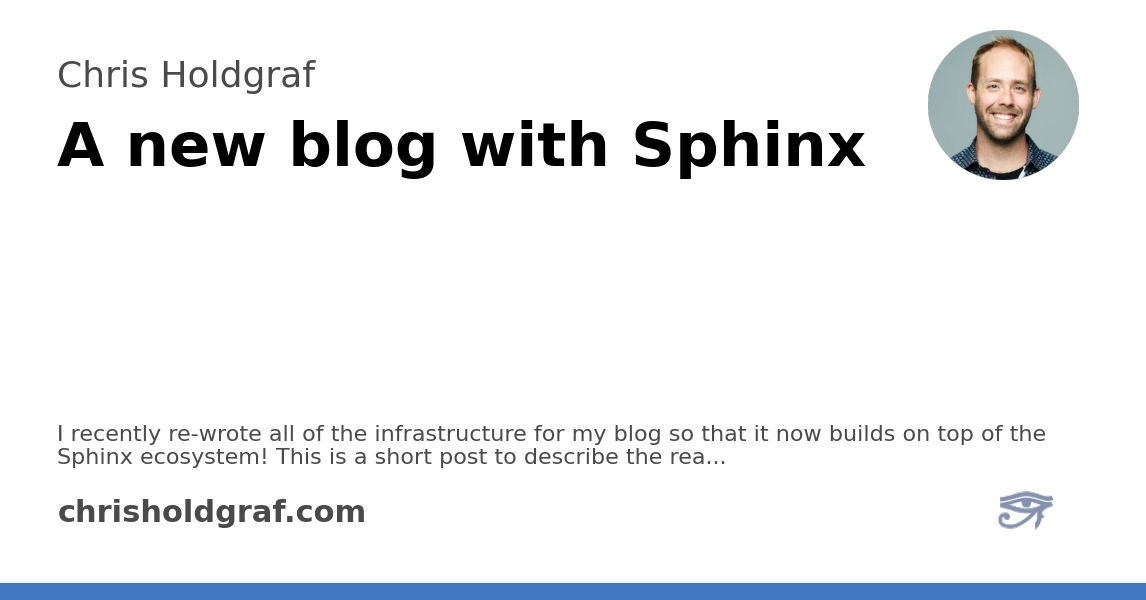 Chris Holdgraf
A new blog with Sphinx
I recently re-wrote all of the infrastructure for my blog so that it now builds on top of the
Sphinx ecosystem! This is a short post to describe the rea...
chrisholdgraf.com